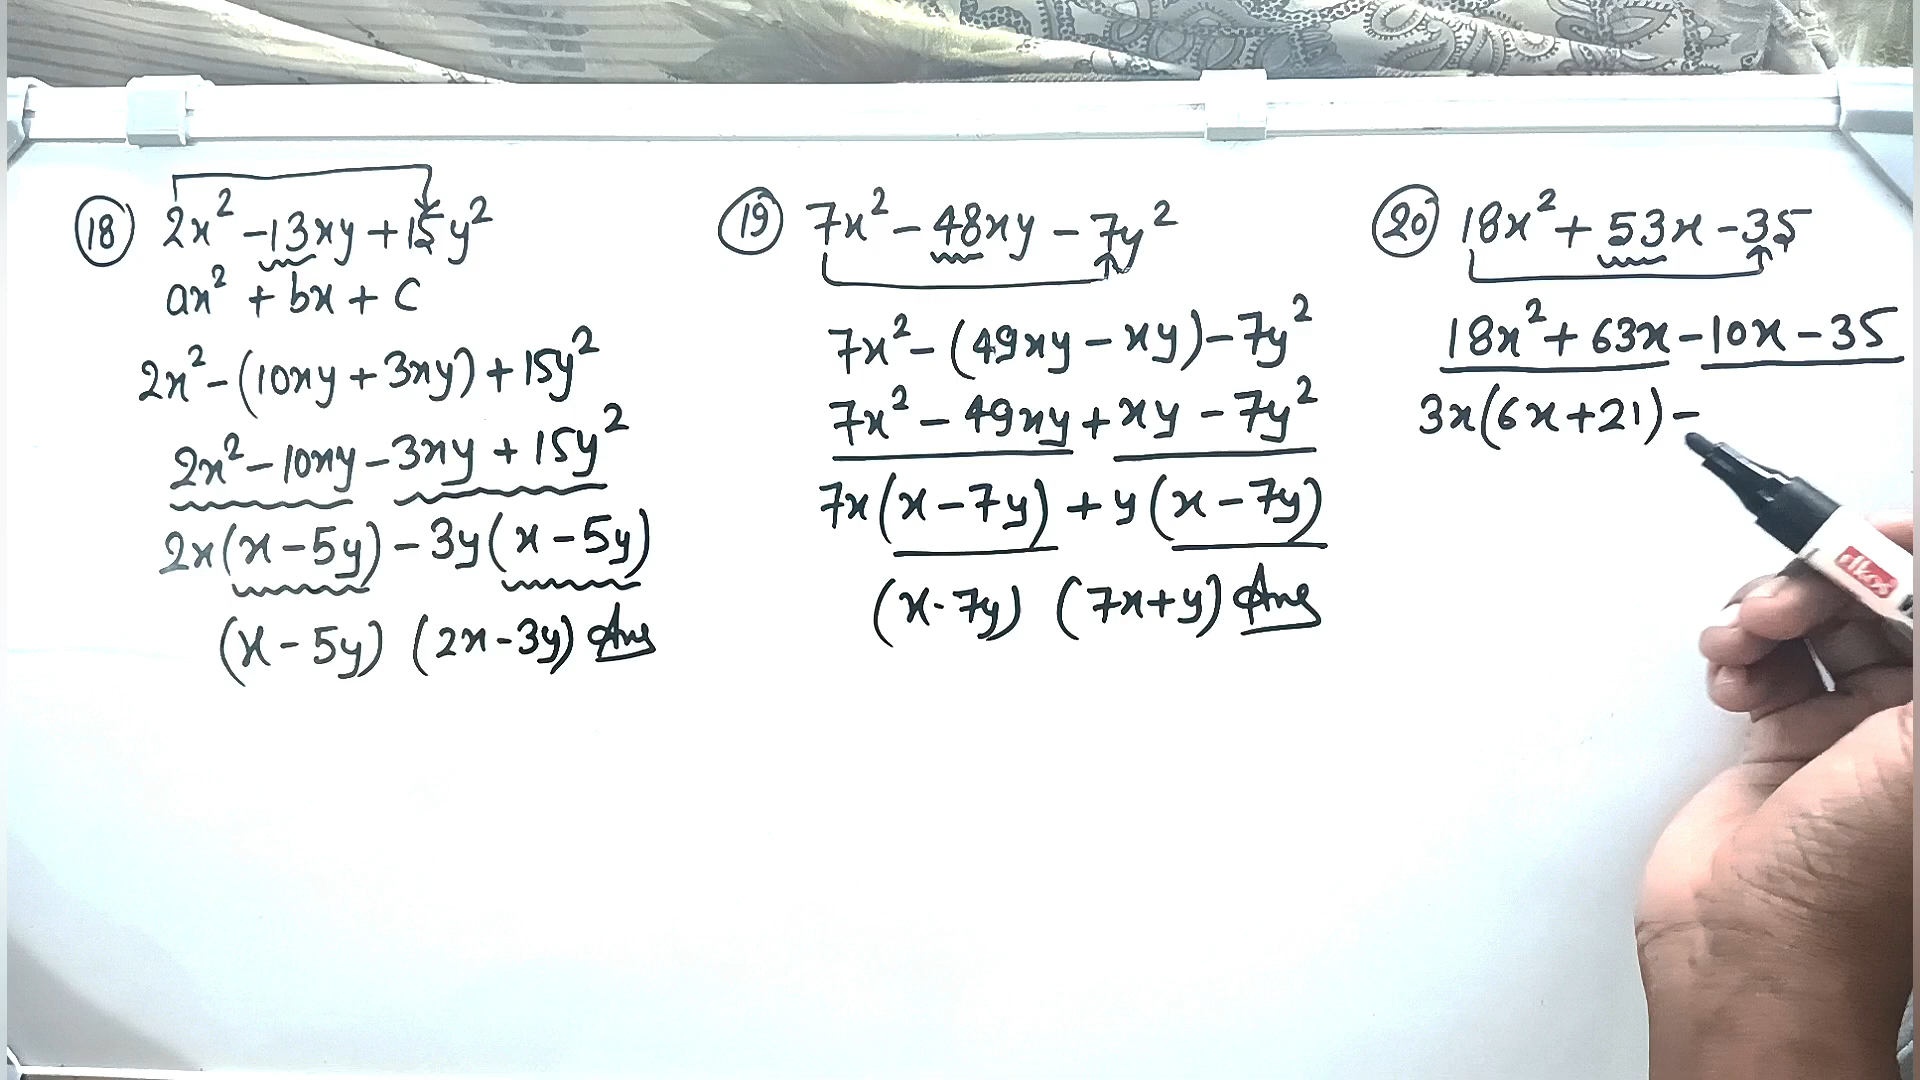 (18) 2x² - 13xy + 15y²
ax² + bx + c
2x² - (10xy + 3xy) + 15y²
2x² - 10xy - 3xy + 15y²
2x(x - 5y) - 3y(x - 5y)
(x - 5y) (2x - 3y) Ans
(19) 7x² - 48xy - 7y²
7x² - (49xy - xy) - 7y²
7x² - 49xy + xy - 7y²
7x(x - 7y) + y(x - 7y)
(x - 7y) (7x + y) Ans
(20) 18x² + 53x - 35
18x² + 63x - 10x - 35
3x(6x + 21) -